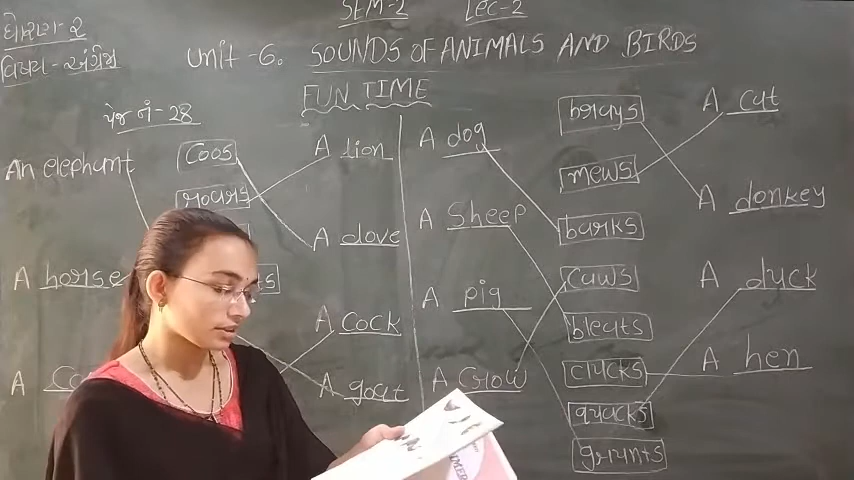 ધોરણ-૨
વિષય-અંગ્રેજી
SEM-2 Lec-2
unit-6. SOUNDS OF ANIMALS AND BIRDS
FUN TIME
પેજ નં-28
An elephant
coos
A lion
roars
A dove
A horse
A cock
A goat
A dog
A Sheep
A pig
A Crow
brays
mews
barks
caws
bleats
clucks
quacks
grunts
A cat
A donkey
A duck
A hen